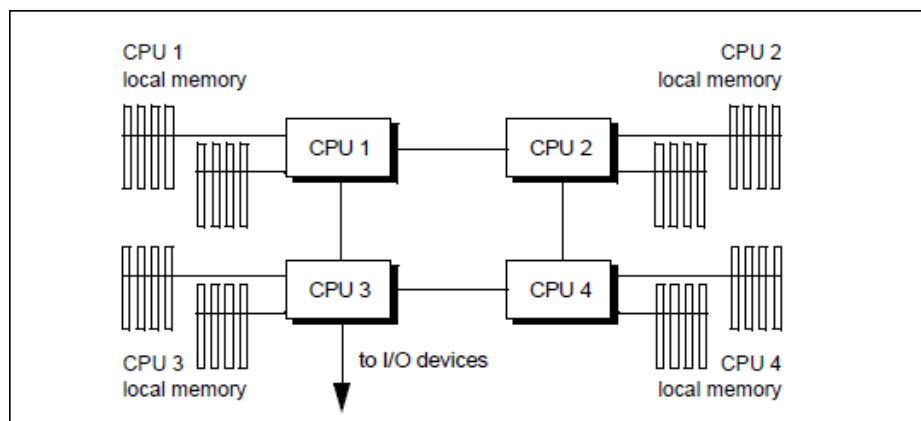 CPU 1
local memory
CPU 2
local memory
CPU 1
CPU 2
CPU 3
CPU 4
to I/O devices
CPU 3
local memory
CPU 4
local memory